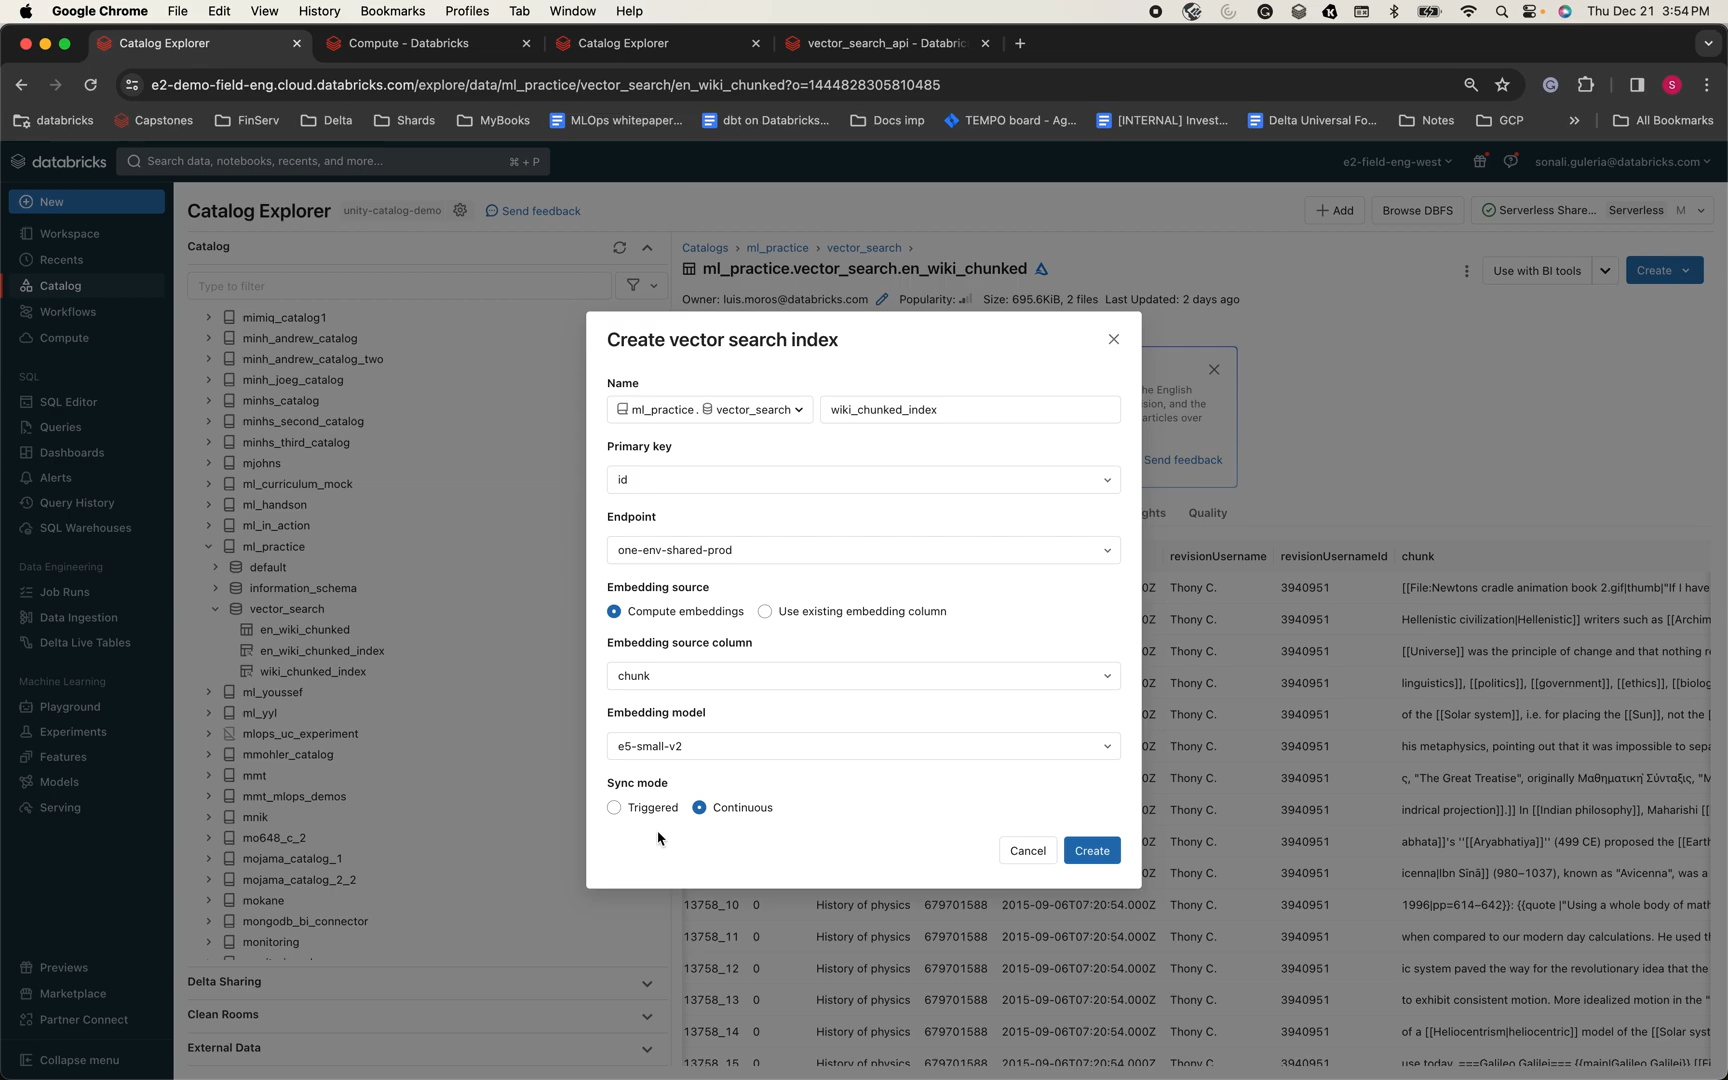 Google Chrome File Edit View History Bookmarks Profiles Tab Window Help Thu Dec 21 3:54 PM
Catalog Explorer Compute - Databricks Catalog Explorer vector_search_api - Databric
e2-demo-field-eng.cloud.databricks.com/explore/data/ml_practice/vector_search/en_wiki_chunked?o=1444828305810485
databricks Capstones FinServ Delta Shards MyBooks MLOps whitepaper... dbt on Databricks... Docs imp TEMPO board - Ag... [INTERNAL] Invest... Delta Universal Fo... Notes GCP » All Bookmarks
databricks Search data, notebooks, recents, and more... ⌘ + P e2-field-eng-west sonali.guleria@databricks.com
New
Workspace
Recents
Catalog
Workflows
Compute
SQL
SQL Editor
Queries
Dashboards
Alerts
Query History
SQL Warehouses
Data Engineering
Job Runs
Data Ingestion
Delta Live Tables
Machine Learning
Playground
Experiments
Features
Models
Serving
Previews
Marketplace
Partner Connect
Collapse menu
Catalog Explorer unity-catalog-demo Send feedback + Add Browse DBFS Serverless Share... Serverless M
Catalog
Type to filter
mimiq_catalog1
minh_andrew_catalog
minh_andrew_catalog_two
minh_joeg_catalog
minhs_catalog
minhs_second_catalog
minhs_third_catalog
mjohns
ml_curriculum_mock
ml_handson
ml_in_action
ml_practice
default
information_schema
vector_search
en_wiki_chunked
en_wiki_chunked_index
wiki_chunked_index
ml_youssef
ml_yyl
mlops_uc_experiment
mmohler_catalog
mmt
mmt_mlops_demos
mnik
mo648_c_2
mojama_catalog_1
mojama_catalog_2_2
mokane
mongodb_bi_connector
monitoring
Delta Sharing
Clean Rooms
External Data
Catalogs › ml_practice › vector_search ›
ml_practice.vector_search.en_wiki_chunked Use with BI tools Create
Owner: luis.moros@databricks.com Popularity: Size: 695.6KiB, 2 files Last Updated: 2 days ago
Create vector search index
Name
ml_practice . vector_search wiki_chunked_index
Primary key
id
Endpoint
one-env-shared-prod
Embedding source
Compute embeddings Use existing embedding column
Embedding source column
chunk
Embedding model
e5-small-v2
Sync mode
Triggered Continuous
Cancel Create
he English
sion, and the
articles over
Send feedback
ghts Quality
revisionUsername revisionUsernameId chunk
0Z Thony C. 3940951 [[File:Newtons cradle animation book 2.gif|thumb|"If I have
0Z Thony C. 3940951 Hellenistic civilization|Hellenistic]] writers such as [[Archim
0Z Thony C. 3940951 [[Universe]] was the principle of change and that nothing r
0Z Thony C. 3940951 linguistics]], [[politics]], [[government]], [[ethics]], [[biolog
0Z Thony C. 3940951 of the [[Solar system]], i.e. for placing the [[Sun]], not the [
0Z Thony C. 3940951 his metaphysics, pointing out that it was impossible to sepa
0Z Thony C. 3940951 ς, "The Great Treatise", originally Μαθηματική Σύνταξις, "M
0Z Thony C. 3940951 indrical projection]].]] In [[Indian philosophy]], Maharishi [[
0Z Thony C. 3940951 abhata]]'s ''[[Aryabhatiya]]'' (499 CE) proposed the [[Eart
0Z Thony C. 3940951 icenna|Ibn Sīnā]] (980–1037), known as "Avicenna", was a
13758_10 0 History of physics 679701588 2015-09-06T07:20:54.000Z Thony C. 3940951 1996|pp=614–642}}: {{quote |"Using a whole body of math
13758_11 0 History of physics 679701588 2015-09-06T07:20:54.000Z Thony C. 3940951 when compared to our modern day calculations. He used t
13758_12 0 History of physics 679701588 2015-09-06T07:20:54.000Z Thony C. 3940951 ic system paved the way for the revolutionary idea that the
13758_13 0 History of physics 679701588 2015-09-06T07:20:54.000Z Thony C. 3940951 to exhibit consistent motion. More idealized motion in the "
13758_14 0 History of physics 679701588 2015-09-06T07:20:54.000Z Thony C. 3940951 of a [[Heliocentrism|heliocentric]] model of the [[Solar syst
13758_15 0 History of physics 679701588 2015-09-06T07:20:54.000Z Thony C. 3940951 use today. ===Galileo Galilei=== {{main|Galileo Galilei}} [[Fi